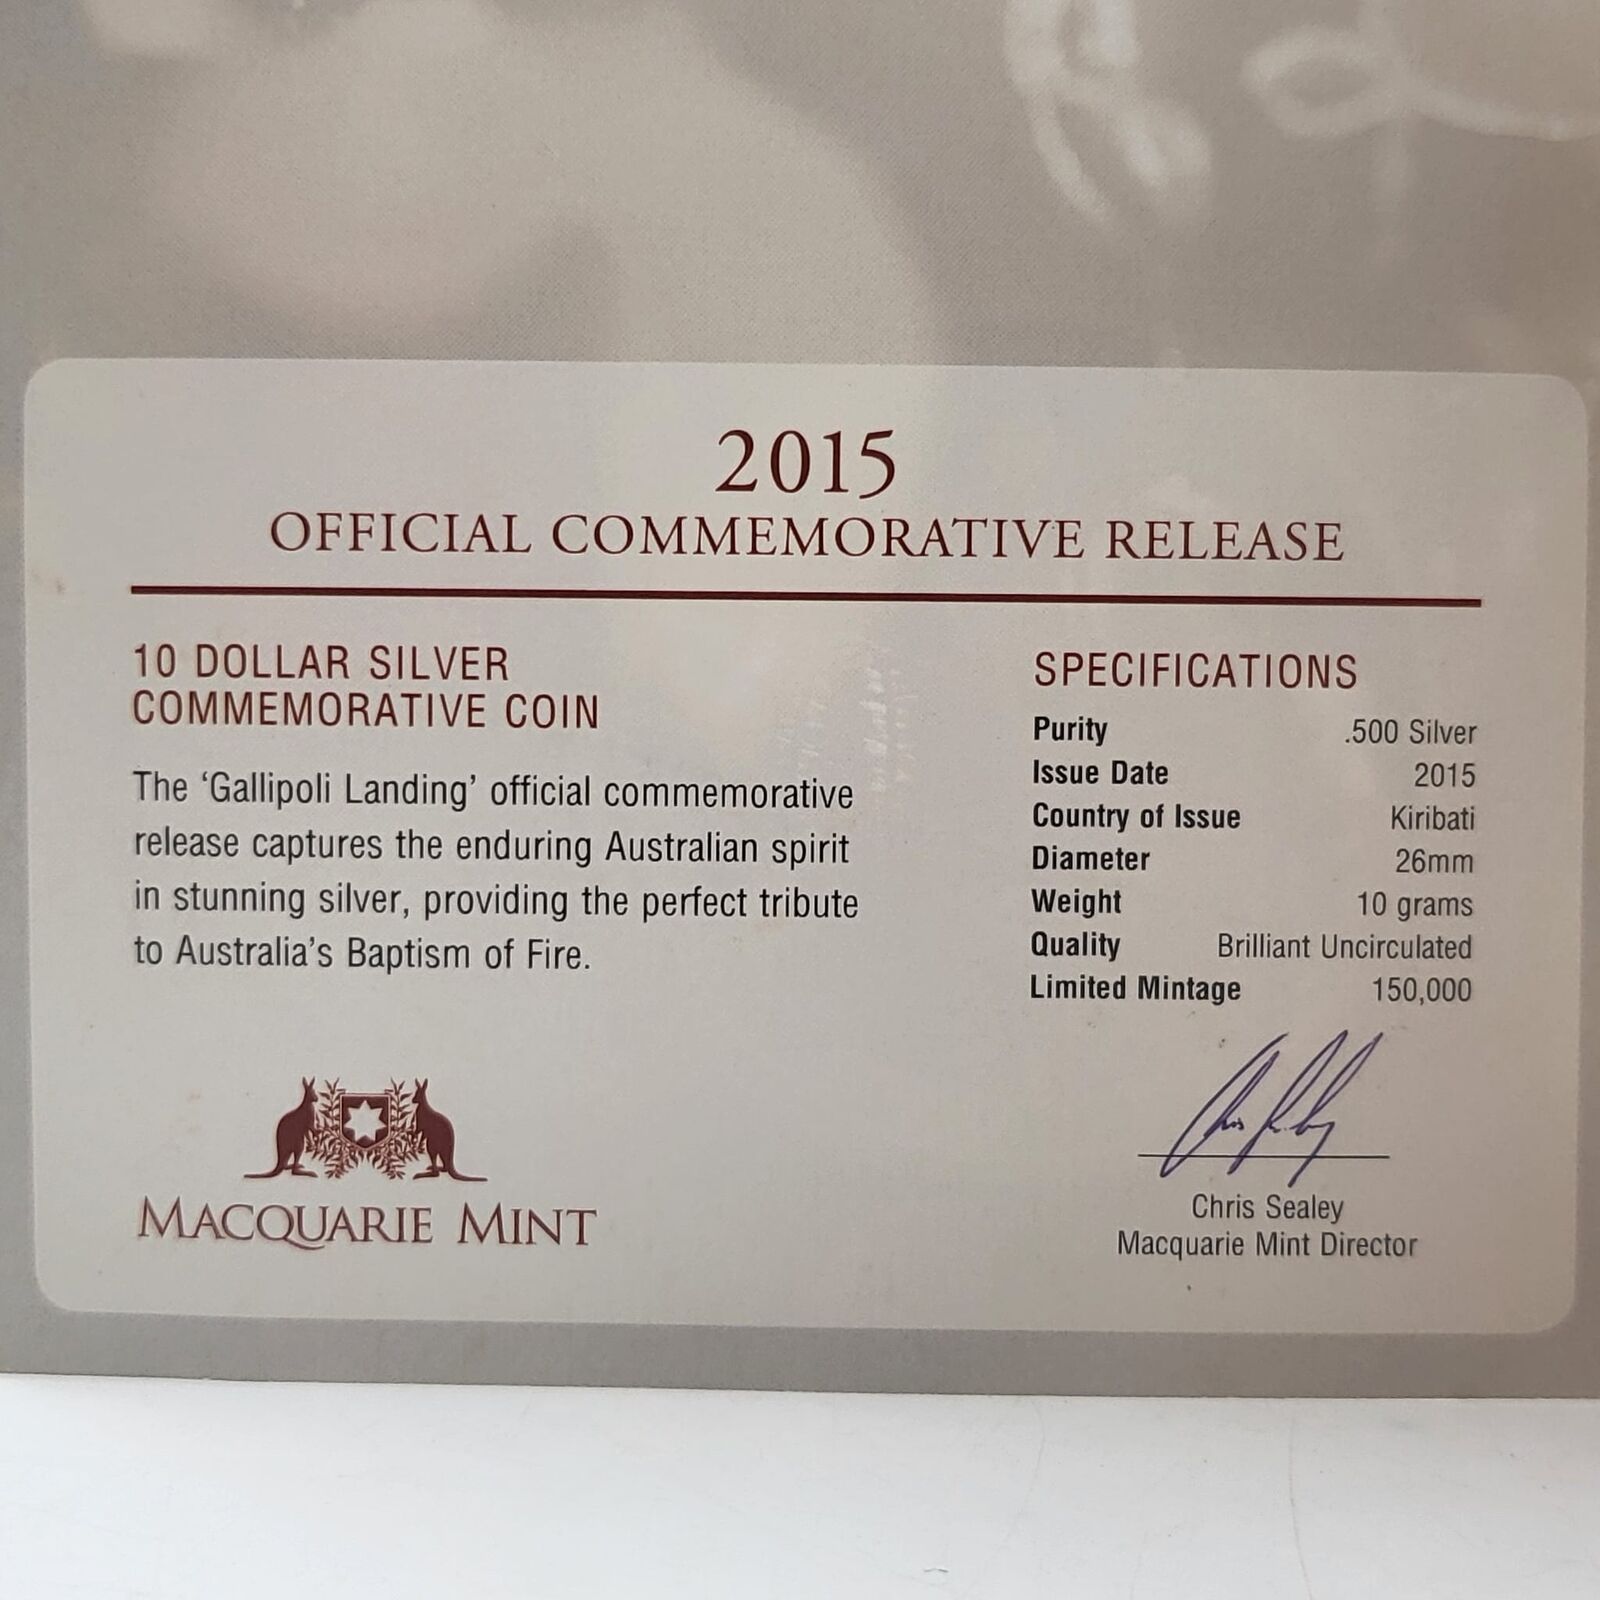 2015
OFFICIAL COMMEMORATIVE RELEASE
10 DOLLAR SILVER
COMMEMORATIVE COIN
The ‘Gallipoli Landing’ official commemorative
release captures the enduring Australian spirit
in stunning silver, providing the perfect tribute
to Australia’s Baptism of Fire.
MACQUARIE MINT
SPECIFICATIONS
Purity .500 Silver
Issue Date 2015
Country of Issue Kiribati
Diameter 26mm
Weight 10 grams
Quality Brilliant Uncirculated
Limited Mintage 150,000
Chris Sealey
Chris Sealey
Macquarie Mint Director